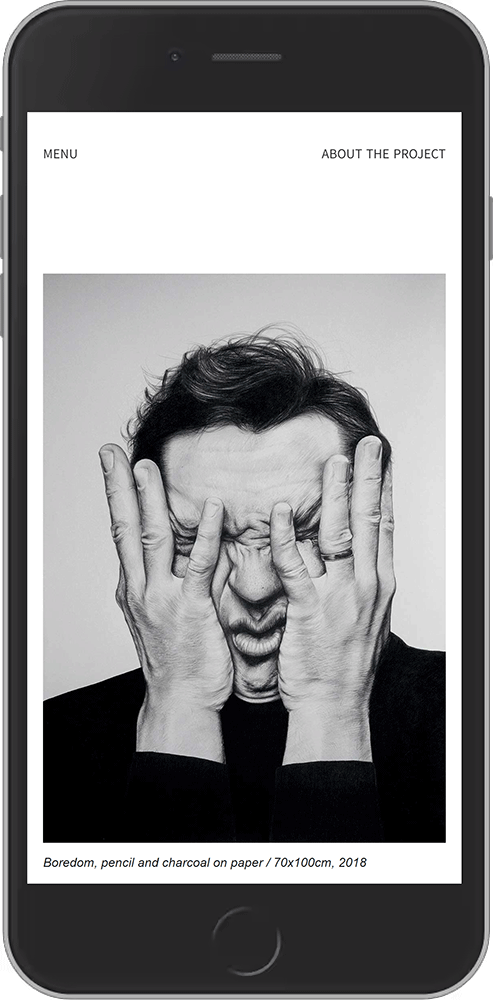 MENU ABOUT THE PROJECT
Boredom, pencil and charcoal on paper / 70x100cm, 2018